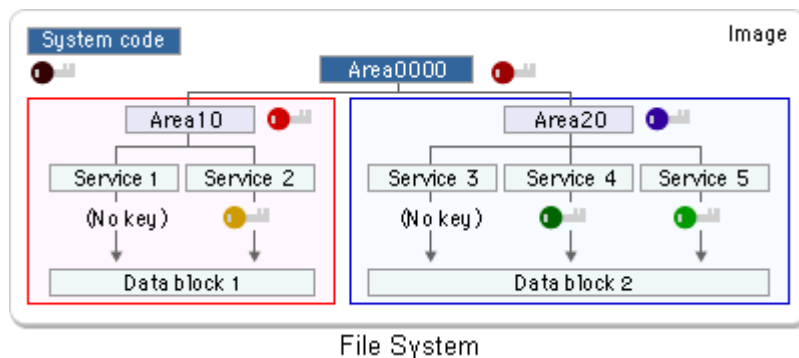 System code
Image
Area0000
Area10
Area20
Service 1
Service 2
Service 3
Service 4
Service 5
(No key)
(No key)
Data block 1
Data block 2
File System